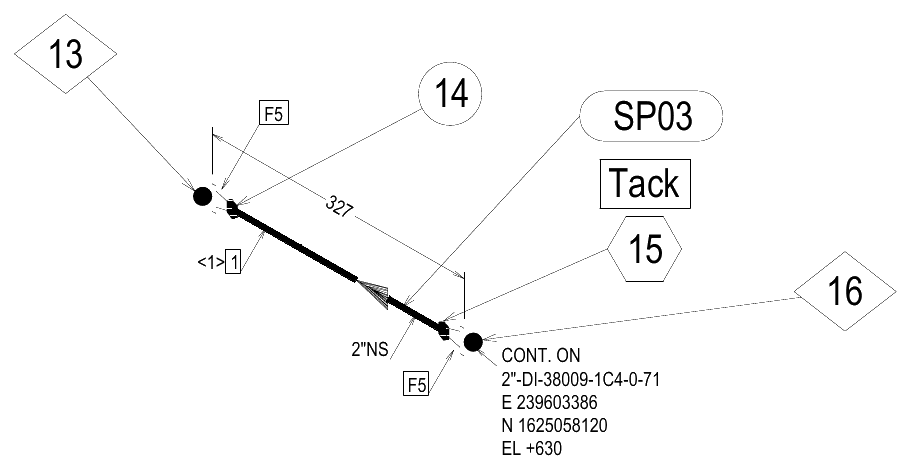 13
14
F5
SP03
Tack
327
15
<1> 1
16
2"NS
F5
CONT. ON
2"-DI-38009-1C4-0-71
E 239603386
N 1625058120
EL +630